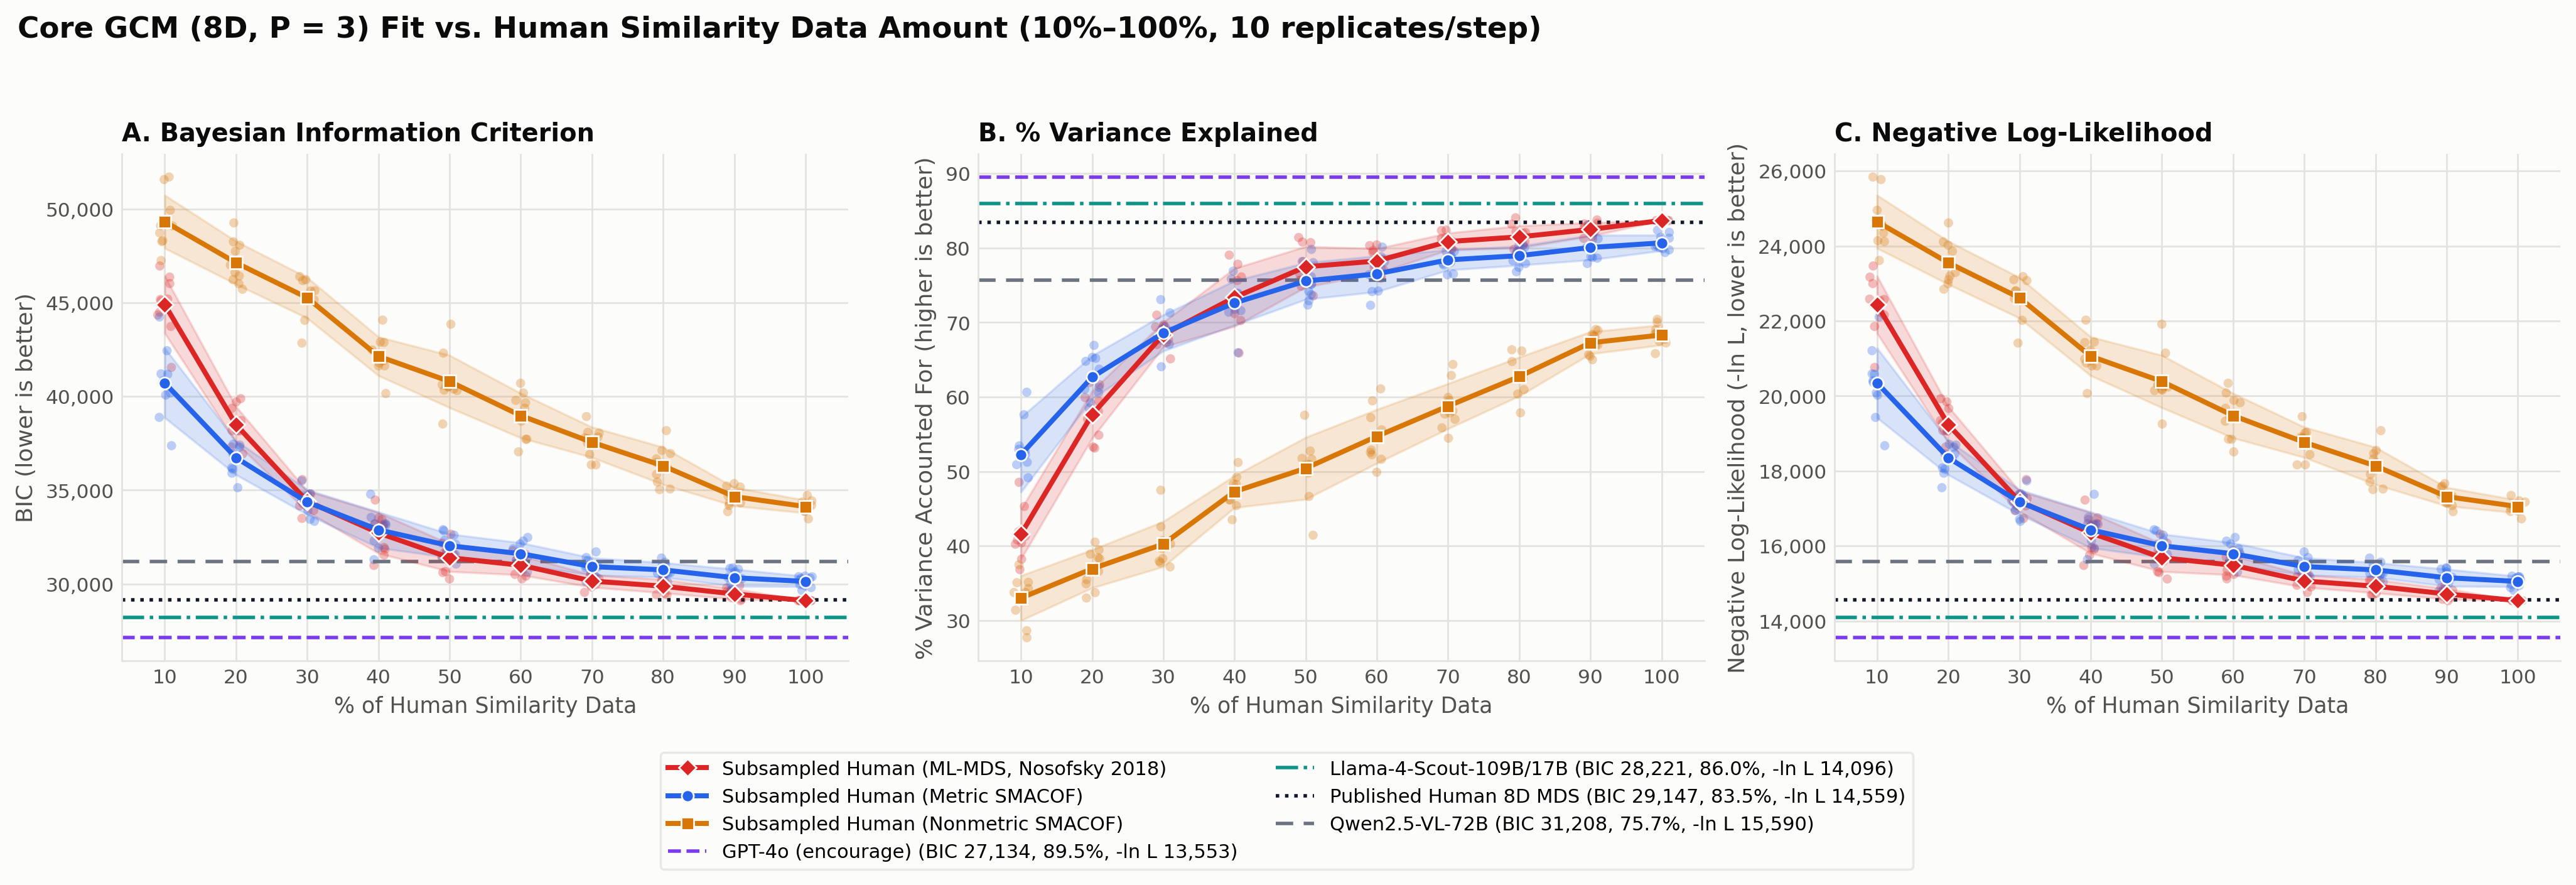 Core GCM (8D, P = 3) Fit vs. Human Similarity Data Amount (10%–100%, 10 replicates/step)
A. Bayesian Information Criterion
BIC (lower is better)
50,000
45,000
40,000
35,000
30,000
10 20 30 40 50 60 70 80 90 100
% of Human Similarity Data
B. % Variance Explained
% Variance Accounted For (higher is better)
90
80
70
60
50
40
30
10 20 30 40 50 60 70 80 90 100
% of Human Similarity Data
C. Negative Log-Likelihood
Negative Log-Likelihood (-ln L, lower is better)
26,000
24,000
22,000
20,000
18,000
16,000
14,000
10 20 30 40 50 60 70 80 90 100
% of Human Similarity Data
Subsampled Human (ML-MDS, Nosofsky 2018)
Subsampled Human (Metric SMACOF)
Subsampled Human (Nonmetric SMACOF)
GPT-4o (encourage) (BIC 27,134, 89.5%, -ln L 13,553)
Llama-4-Scout-109B/17B (BIC 28,221, 86.0%, -ln L 14,096)
Published Human 8D MDS (BIC 29,147, 83.5%, -ln L 14,559)
Qwen2.5-VL-72B (BIC 31,208, 75.7%, -ln L 15,590)